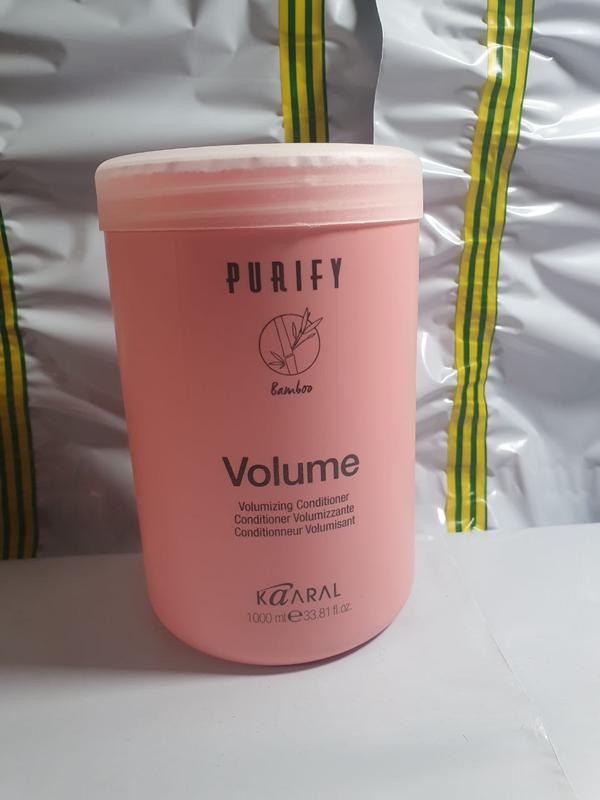 PURIFY
Bamboo
Volume
Volumizing Conditioner
Conditioner Volumizzante
Conditionneur Volumisant
KaARAL
1000 ml e 33.81 fl.oz.